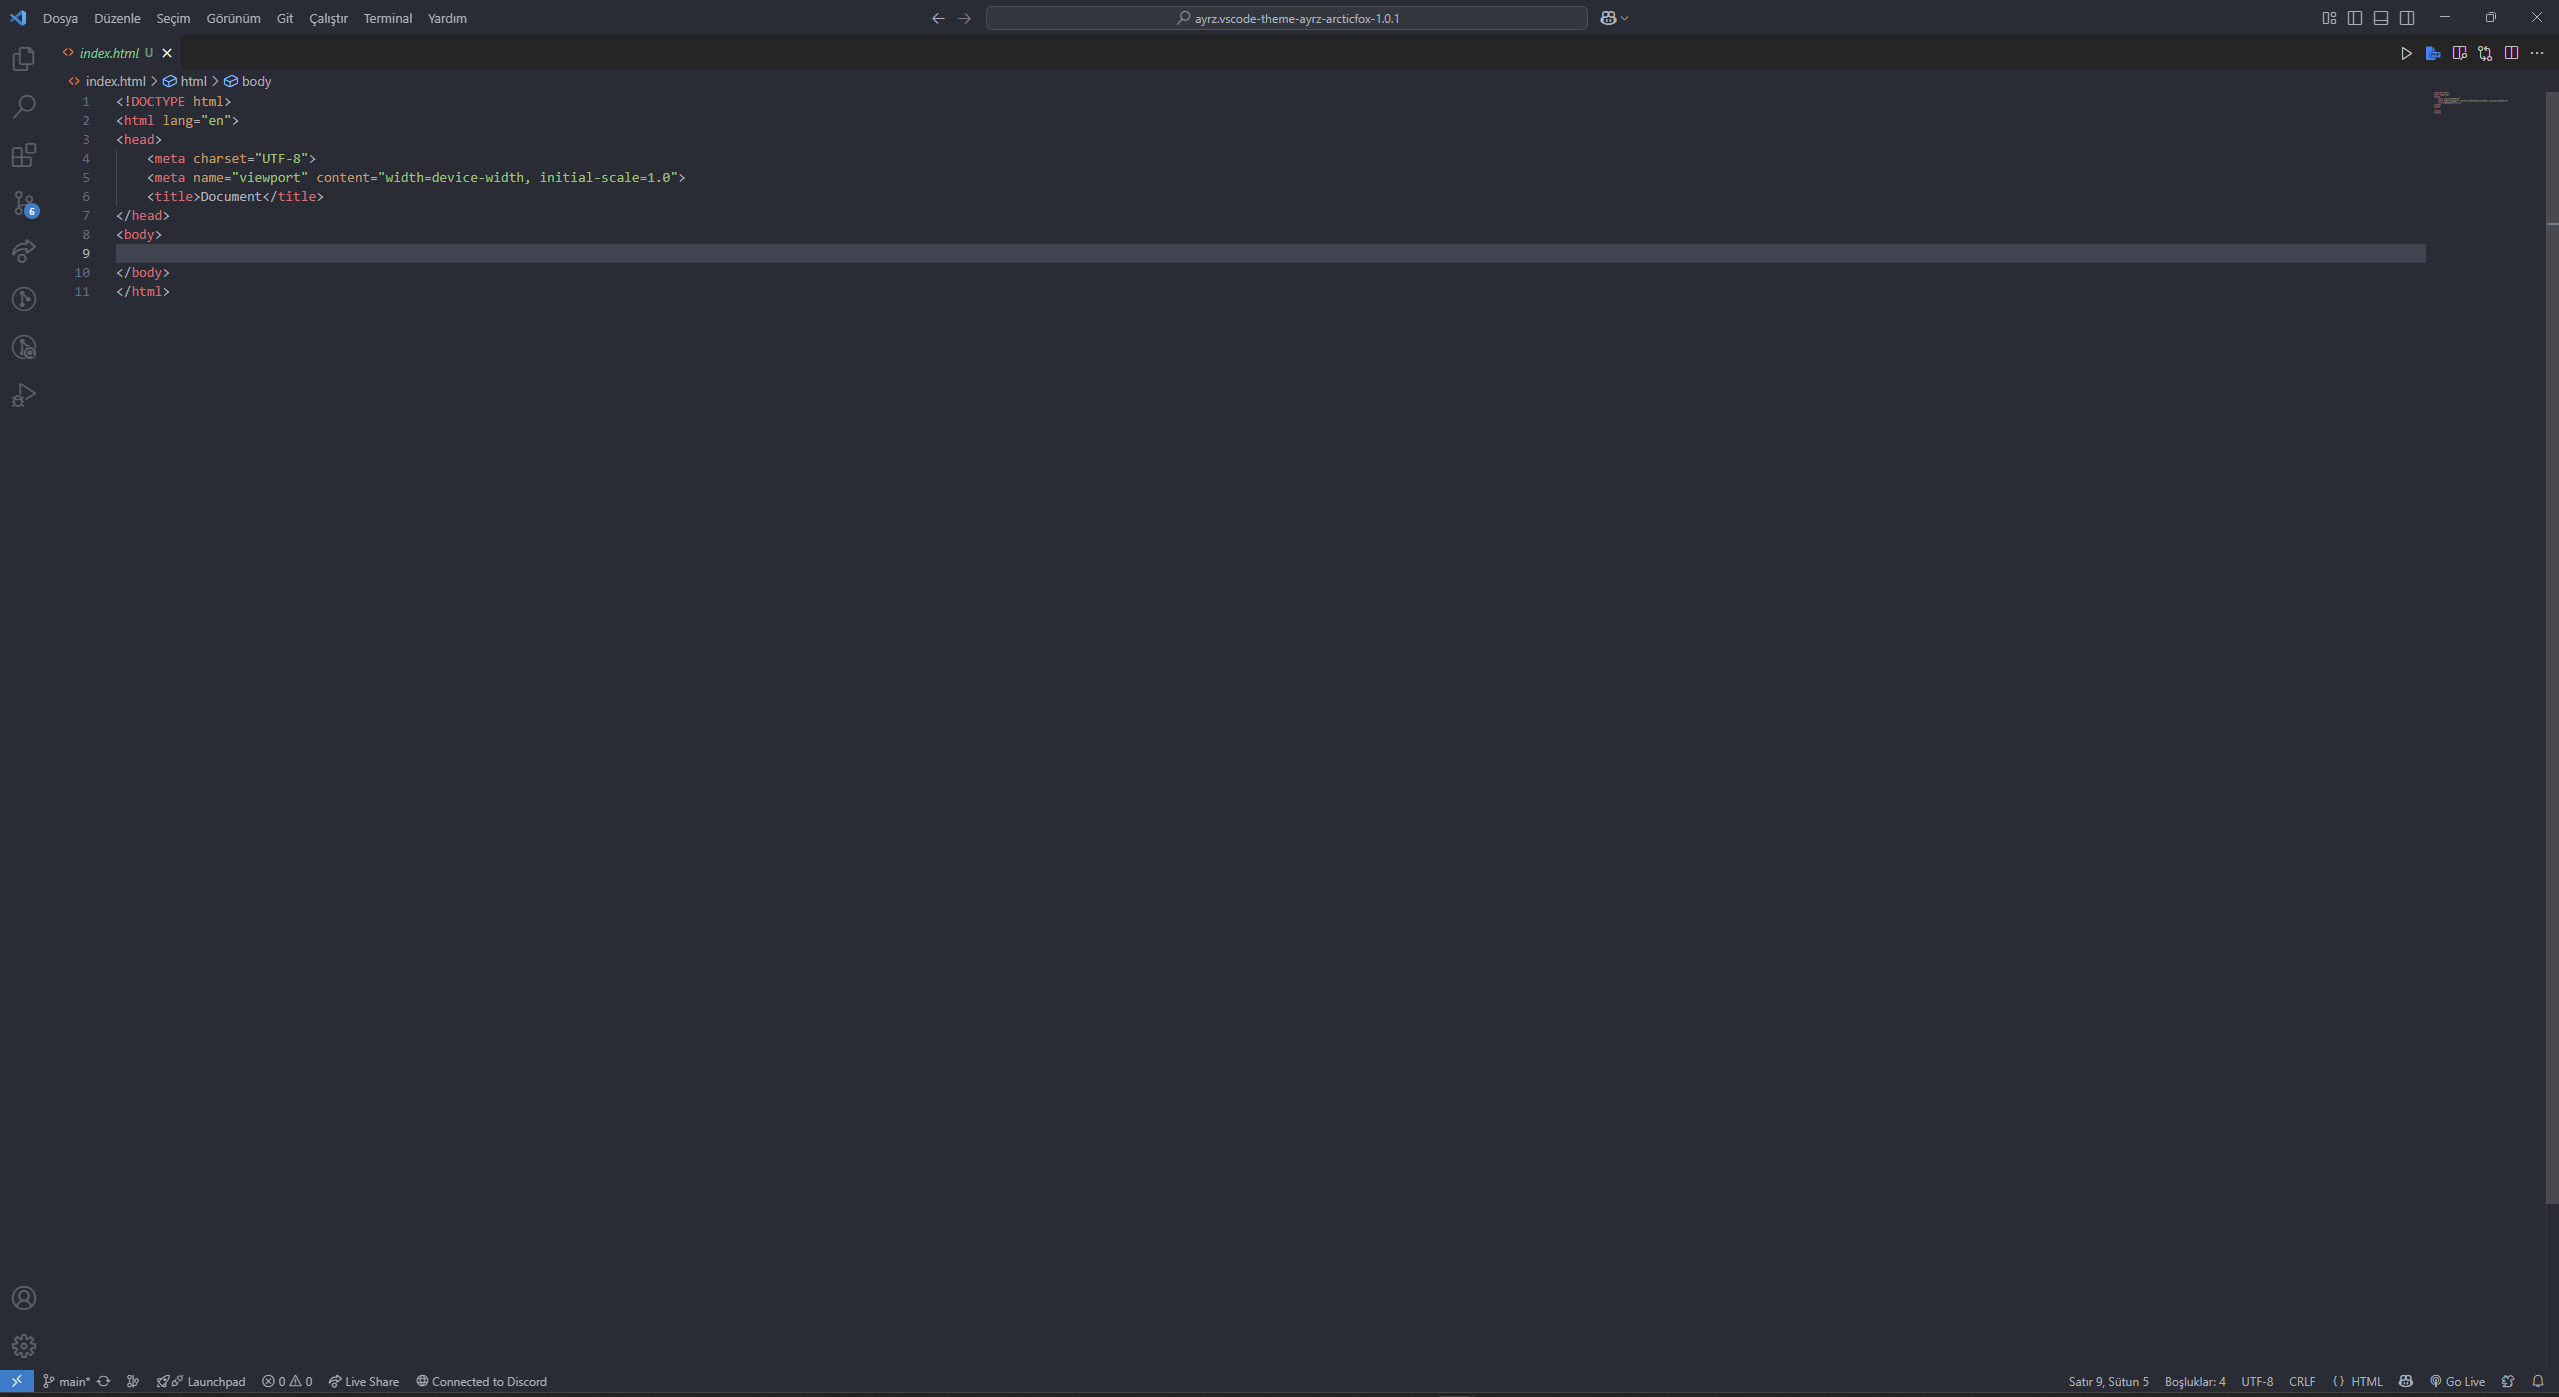 Dosya Düzenle Seçim Görünüm Git Çalıştır Terminal Yardım
ayrz.vscode-theme-ayrz-arcticfox-1.0.1
index.html U
index.html > html > body
1 <!DOCTYPE html>
2 <html lang="en">
3 <head>
4     <meta charset="UTF-8">
5     <meta name="viewport" content="width=device-width, initial-scale=1.0">
6     <title>Document</title>
7 </head>
8 <body>
9
10 </body>
11 </html>
6
main* Launchpad 0 0 Live Share Connected to Discord
Satır 9, Sütun 5 Boşluklar: 4 UTF-8 CRLF {} HTML Go Live